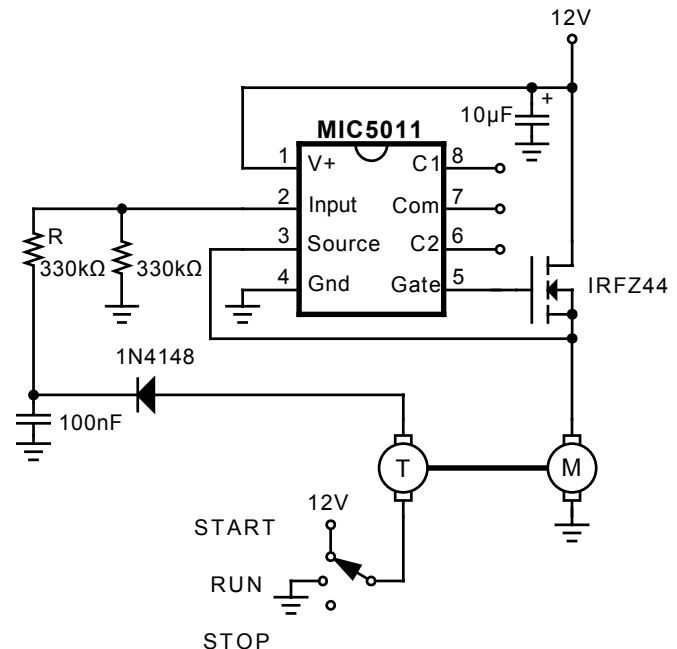 12V
10µF
+
MIC5011
1 V+ C1 8
2 Input Com 7
3 Source C2 6
4 Gnd Gate 5
R
330kΩ 330kΩ
IRFZ44
1N4148
100nF
T M
12V
START
RUN
STOP